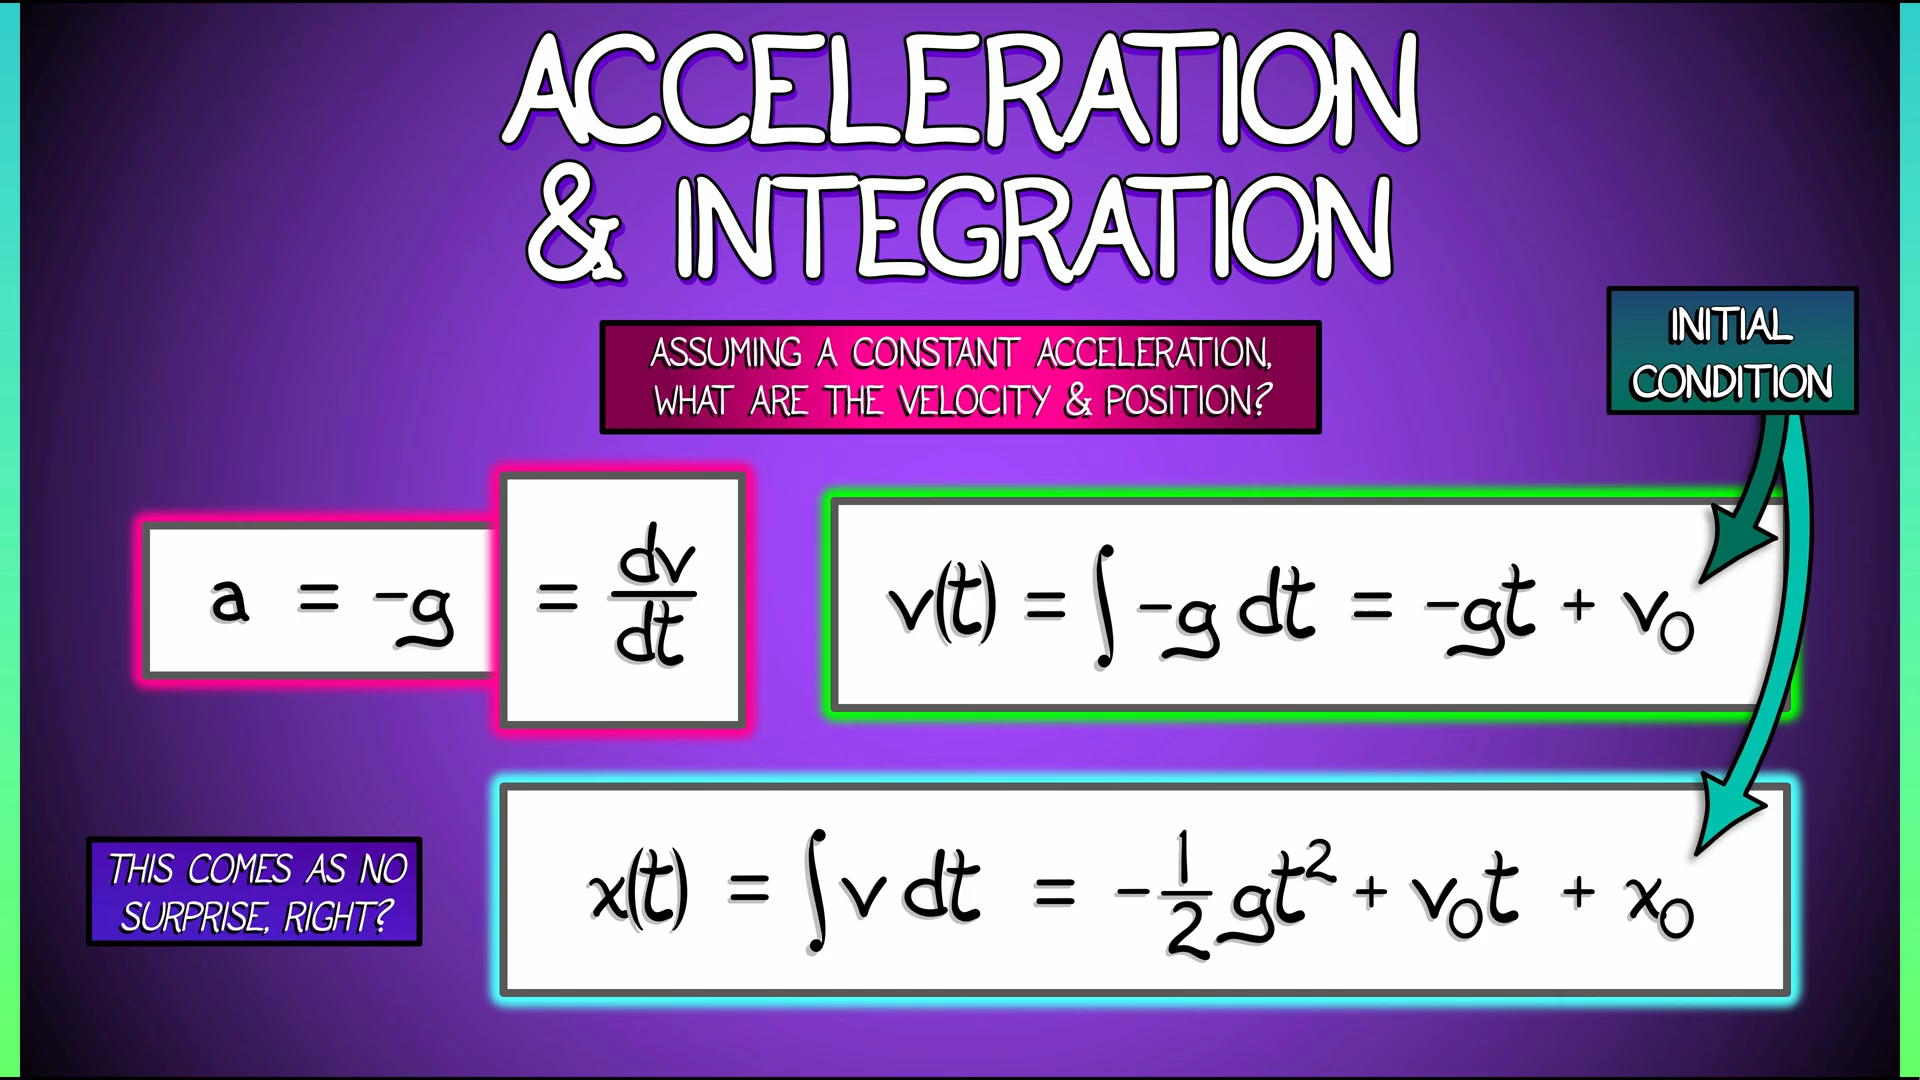 ACCELERATION
& INTEGRATION
ASSUMING A CONSTANT ACCELERATION,
WHAT ARE THE VELOCITY & POSITION?
INITIAL
CONDITION
a = -g = dv/dt
v(t) = ∫ -g dt = -gt + v₀
THIS COMES AS NO
SURPRISE, RIGHT?
x(t) = ∫ v dt = -½ gt² + v₀t + x₀